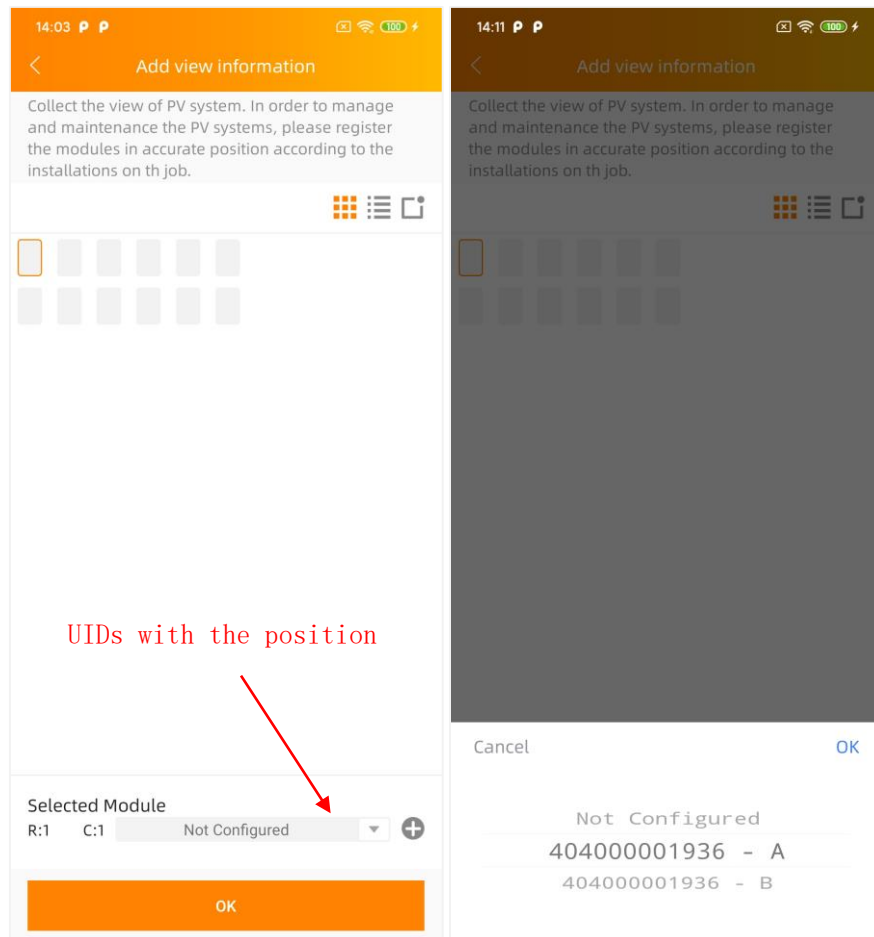 14:03 P P
100
Add view information
Collect the view of PV system. In order to manage
and maintenance the PV systems, please register
the modules in accurate position according to the
installations on th job.
UIDs with the position
Selected Module
R:1 C:1 Not Configured
OK
14:11 P P
100
Add view information
Collect the view of PV system. In order to manage
and maintenance the PV systems, please register
the modules in accurate position according to the
installations on th job.
Cancel OK
Not Configured
404000001936 - A
404000001936 - B